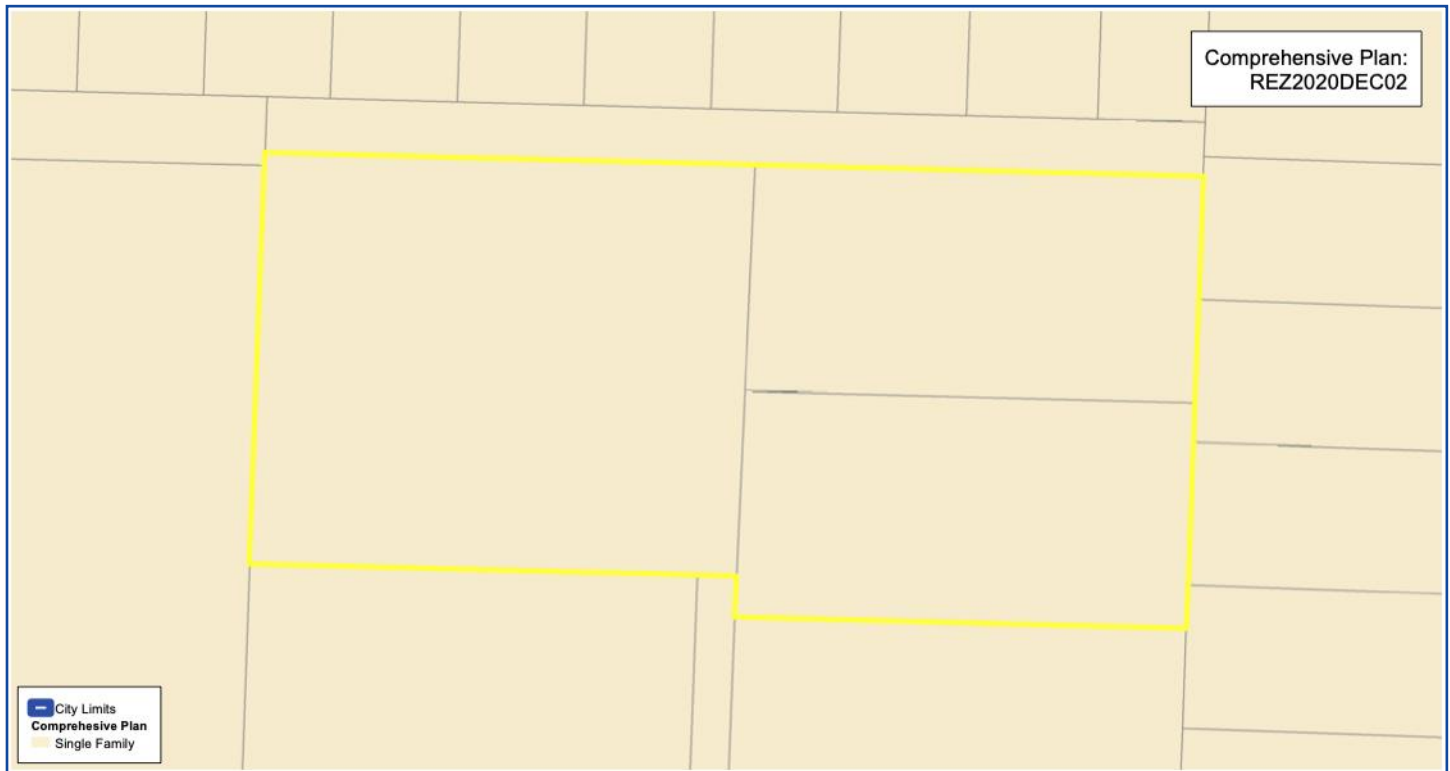 Comprehensive Plan:
REZ2020DEC02
City Limits
Comprehesive Plan
Single Family